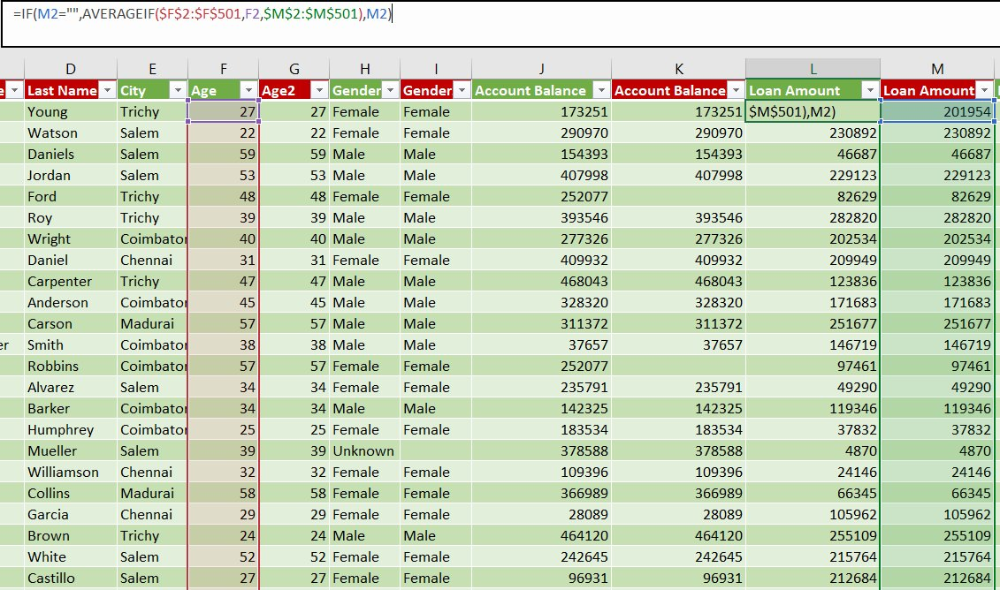 =IF(M2="",AVERAGEIF($F$2:$F$501,F2,$M$2:$M$501),M2)
D E F G H I J K L M
e Last Name City Age Age2 Gender Gender Account Balance Account Balance Loan Amount Loan Amount
Young Trichy 27 27 Female Female 173251 173251 $M$501),M2) 201954
Watson Salem 22 22 Female Female 290970 290970 230892 230892
Daniels Salem 59 59 Male Male 154393 154393 46687 46687
Jordan Salem 53 53 Male Male 407998 407998 229123 229123
Ford Trichy 48 48 Female Female 252077 82629 82629
Roy Trichy 39 39 Male Male 393546 393546 282820 282820
Wright Coimbator 40 40 Male Male 277326 277326 202534 202534
Daniel Chennai 31 31 Female Female 409932 409932 209949 209949
Carpenter Trichy 47 47 Male Male 468043 468043 123836 123836
Anderson Coimbator 45 45 Male Male 328320 328320 171683 171683
Carson Madurai 57 57 Male Male 311372 311372 251677 251677
er Smith Coimbator 38 38 Male Male 37657 37657 146719 146719
Robbins Coimbator 57 57 Female Female 252077 97461 97461
Alvarez Salem 34 34 Female Female 235791 235791 49290 49290
Barker Coimbator 34 34 Male Male 142325 142325 119346 119346
Humphrey Coimbator 25 25 Female Female 183534 183534 37832 37832
Mueller Salem 39 39 Unknown 378588 378588 4870 4870
Williamson Chennai 32 32 Female Female 109396 109396 24146 24146
Collins Madurai 58 58 Female Female 366989 366989 66345 66345
Garcia Chennai 29 29 Female Female 28089 28089 105962 105962
Brown Trichy 24 24 Male Male 464120 464120 255109 255109
White Salem 52 52 Female Female 242645 242645 215764 215764
Castillo Salem 27 27 Female Female 96931 96931 212684 212684